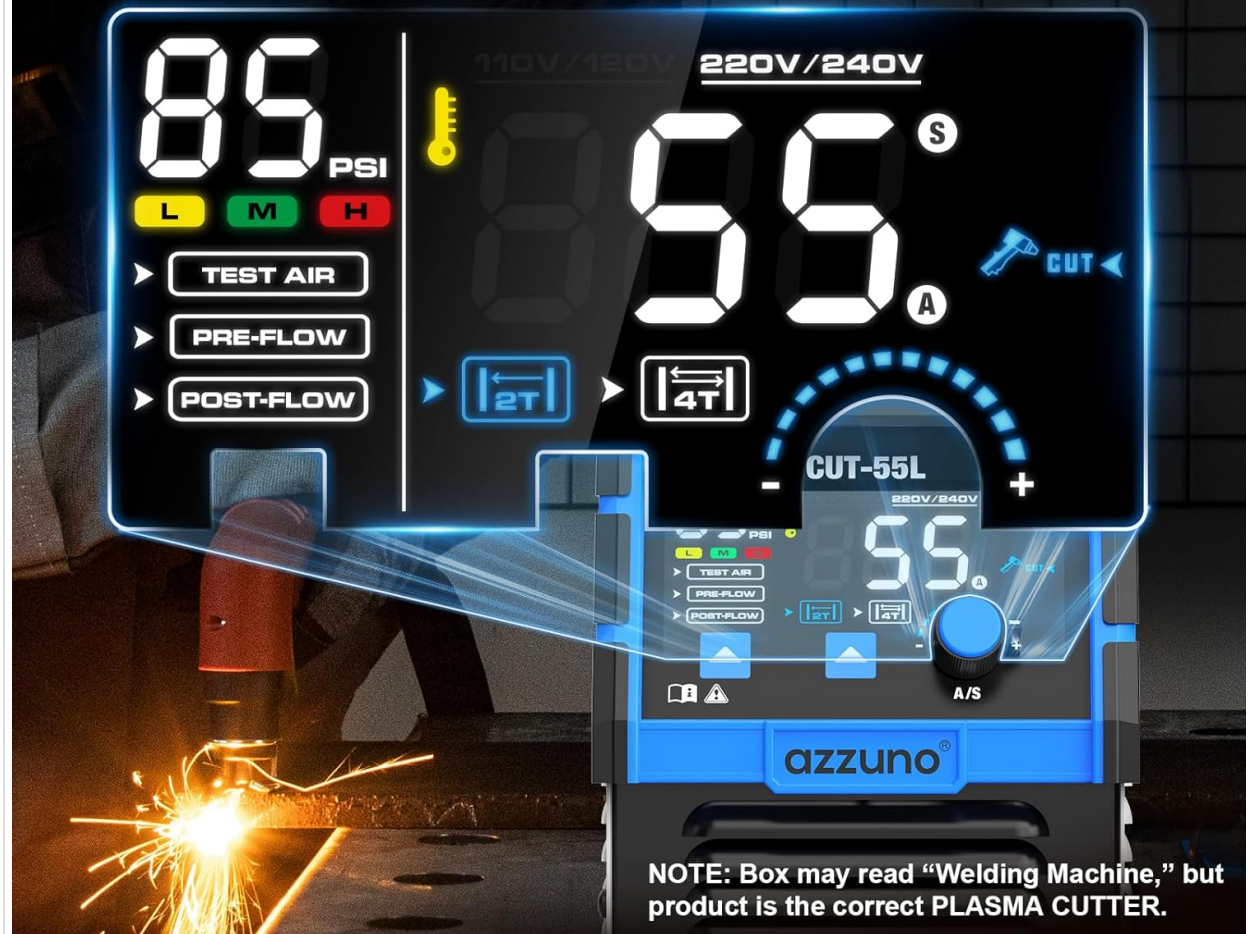 110V/120V 220V/240V
85 PSI
L M H
TEST AIR
PRE-FLOW
POST-FLOW
55 S A
CUT
2T
4T
- +
CUT-55L
220V/240V
PSI
L M H
TEST AIR
PRE-FLOW
POST-FLOW
55 A
CUT
2T
4T
- +
A/S
azzuno®
NOTE: Box may read “Welding Machine,” but
product is the correct PLASMA CUTTER.